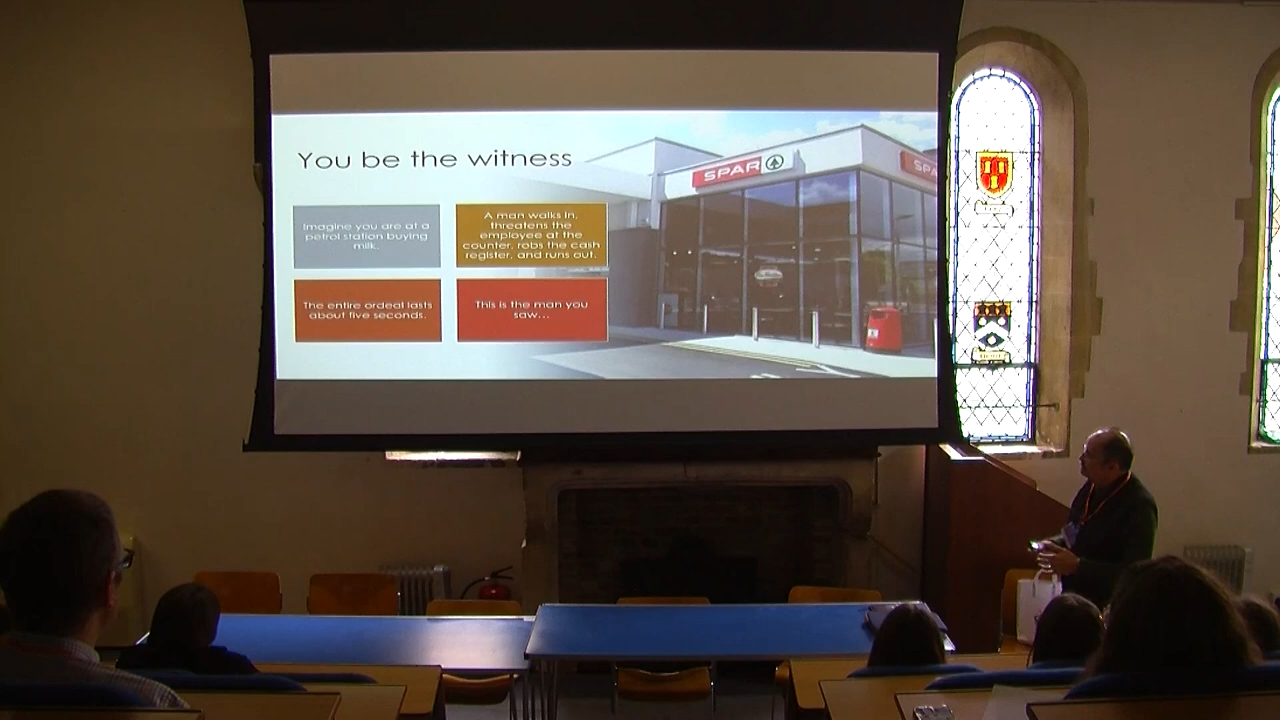 You be the witness
SPAR
SPA
Imagine you are at a
petrol station buying
milk.
A man walks in,
threatens the
employee at the
counter, robs the cash
register, and runs out.
The entire ordeal lasts
about five seconds.
This is the man you
saw...